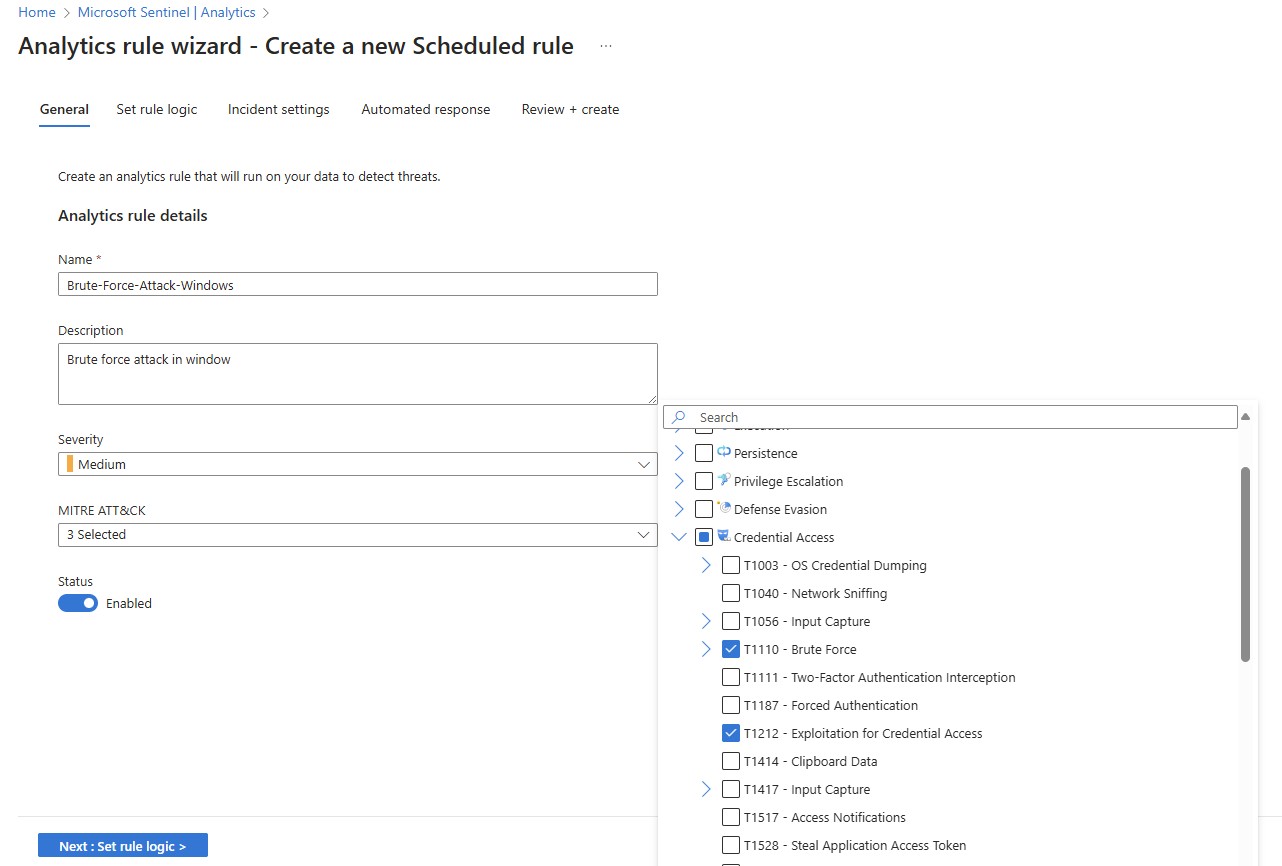 Home > Microsoft Sentinel | Analytics >
Analytics rule wizard - Create a new Scheduled rule ...
General Set rule logic Incident settings Automated response Review + create
Create an analytics rule that will run on your data to detect threats.
Analytics rule details
Name *
Brute-Force-Attack-Windows
Description
Brute force attack in window
Severity
Medium
MITRE ATT&CK
3 Selected
Status
Enabled
Next : Set rule logic >
Search
Execution
Persistence
Privilege Escalation
Defense Evasion
Credential Access
T1003 - OS Credential Dumping
T1040 - Network Sniffing
T1056 - Input Capture
T1110 - Brute Force
T1111 - Two-Factor Authentication Interception
T1187 - Forced Authentication
T1212 - Exploitation for Credential Access
T1414 - Clipboard Data
T1417 - Input Capture
T1517 - Access Notifications
T1528 - Steal Application Access Token